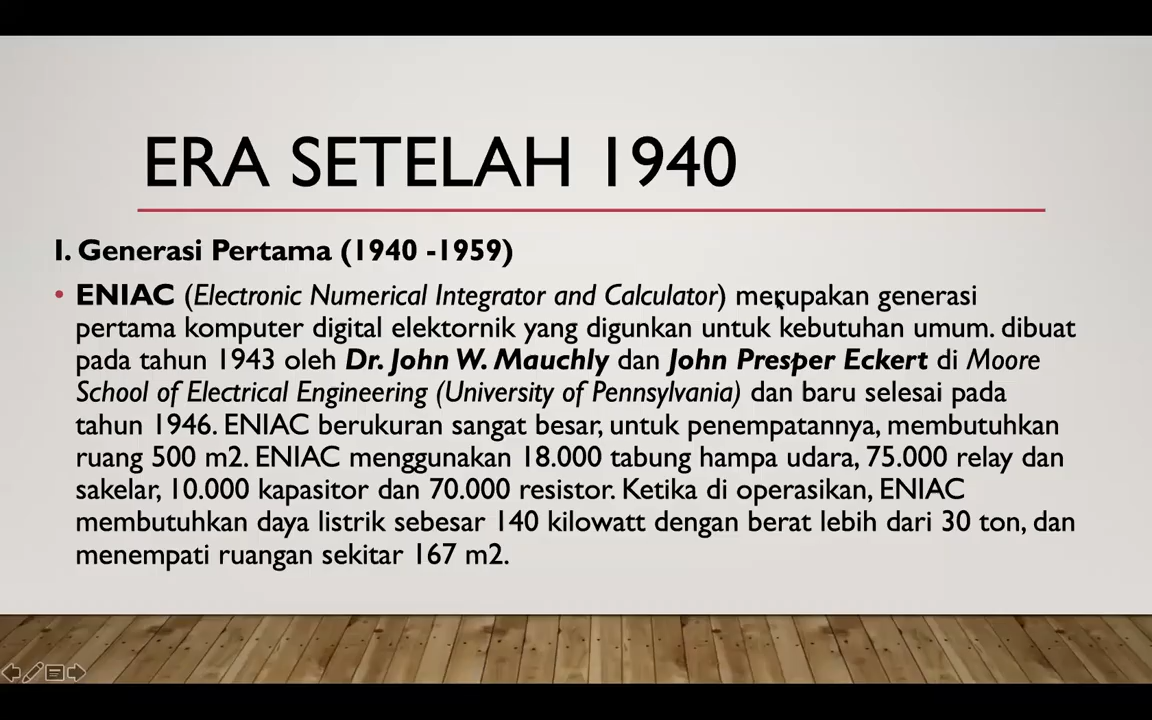 ERA SETELAH 1940
I. Generasi Pertama (1940 -1959)
• ENIAC (Electronic Numerical Integrator and Calculator) merupakan generasi
pertama komputer digital elektornik yang digunkan untuk kebutuhan umum. dibuat
pada tahun 1943 oleh Dr. John W. Mauchly dan John Presper Eckert di Moore
School of Electrical Engineering (University of Pennsylvania) dan baru selesai pada
tahun 1946. ENIAC berukuran sangat besar, untuk penempatannya, membutuhkan
ruang 500 m2. ENIAC menggunakan 18.000 tabung hampa udara, 75.000 relay dan
sakelar, 10.000 kapasitor dan 70.000 resistor. Ketika di operasikan, ENIAC
membutuhkan daya listrik sebesar 140 kilowatt dengan berat lebih dari 30 ton, dan
menempati ruangan sekitar 167 m2.